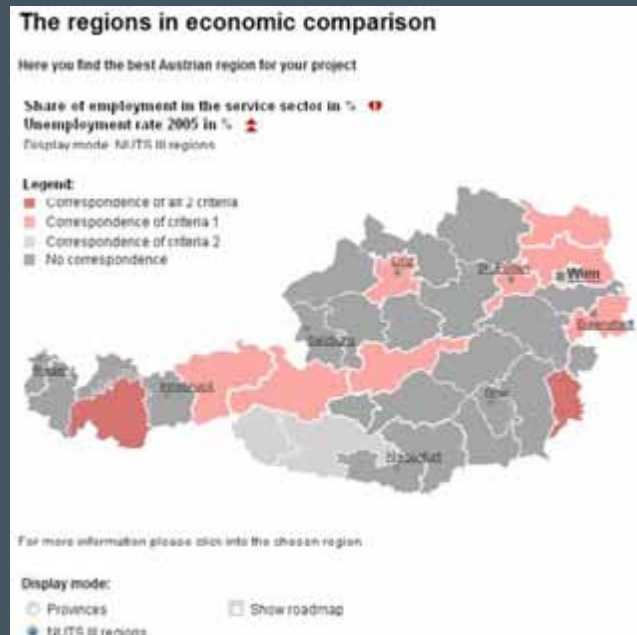 The regions in economic comparison
Here you find the best Austrian region for your project
Share of employment in the service sector in %
Unemployment rate 2005 in %
Display mode: NUTS III regions
Legend:
Correspondence of all 2 criteria
Correspondence of criteria 1
Correspondence of criteria 2
No correspondence
Linz
St. Pölten
Wien
Eisenstadt
Salzburg
Innsbruck
Graz
Klagenfurt
For more information please click into the chosen region
Display mode:
Provinces
Show roadmap
NUTS III regions